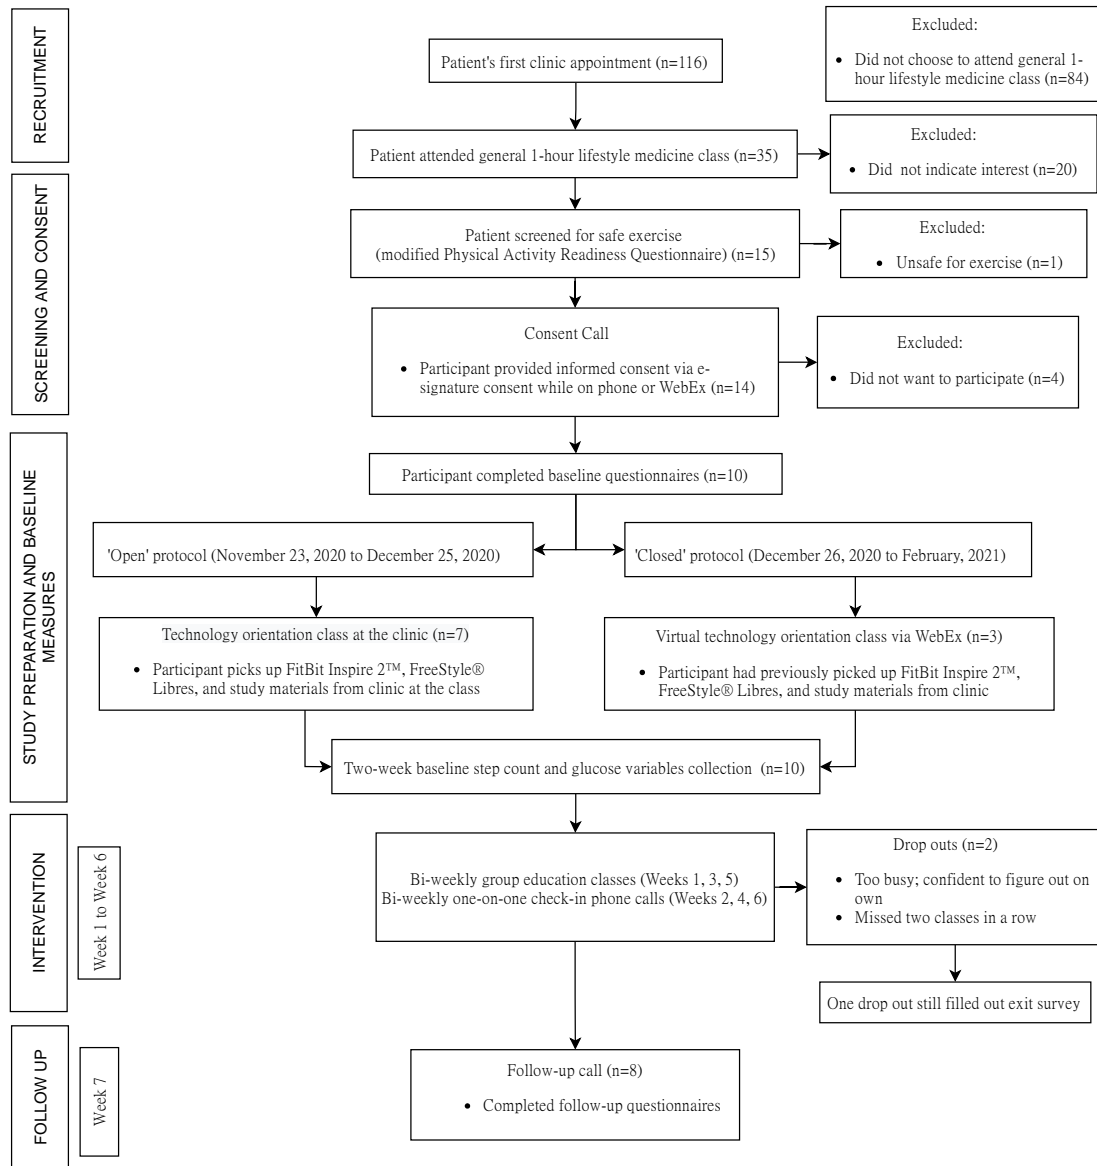 RECRUITMENT
Patient's first clinic appointment (n=116)
Excluded:
• Did not choose to attend general 1-
hour lifestyle medicine class (n=84)
Patient attended general 1-hour lifestyle medicine class (n=35)
Excluded:
• Did not indicate interest (n=20)
SCREENING AND CONSENT
Patient screened for safe exercise
(modified Physical Activity Readiness Questionnaire) (n=15)
Excluded:
• Unsafe for exercise (n=1)
Consent Call
• Participant provided informed consent via e-
signature consent while on phone or WebEx (n=14)
Excluded:
• Did not want to participate (n=4)
STUDY PREPARATION AND BASELINE
MEASURES
Participant completed baseline questionnaires (n=10)
'Open' protocol (November 23, 2020 to December 25, 2020)
'Closed' protocol (December 26, 2020 to February, 2021)
Technology orientation class at the clinic (n=7)
• Participant picks up FitBit Inspire 2™, FreeStyle®
Libres, and study materials from clinic at the class
Virtual technology orientation class via WebEx (n=3)
• Participant had previously picked up FitBit Inspire 2™,
FreeStyle® Libres, and study materials from clinic
Two-week baseline step count and glucose variables collection (n=10)
INTERVENTION
Week 1 to Week 6
Bi-weekly group education classes (Weeks 1, 3, 5)
Bi-weekly one-on-one check-in phone calls (Weeks 2, 4, 6)
Drop outs (n=2)
• Too busy; confident to figure out on
own
• Missed two classes in a row
One drop out still filled out exit survey
FOLLOW UP
Week 7
Follow-up call (n=8)
• Completed follow-up questionnaires